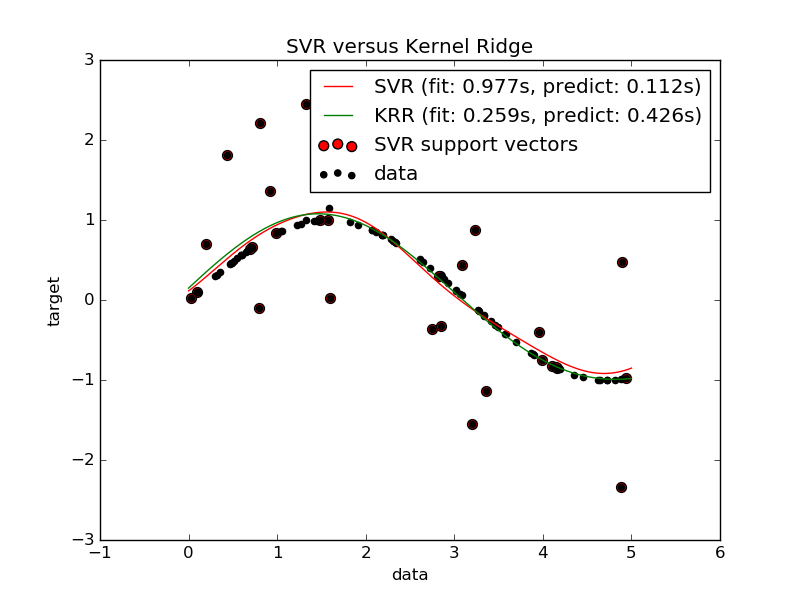 SVR versus Kernel Ridge
SVR (fit: 0.977s, predict: 0.112s)
KRR (fit: 0.259s, predict: 0.426s)
SVR support vectors
data
3
2
1
0
−1
−2
−3
target
−1 0 1 2 3 4 5 6
data